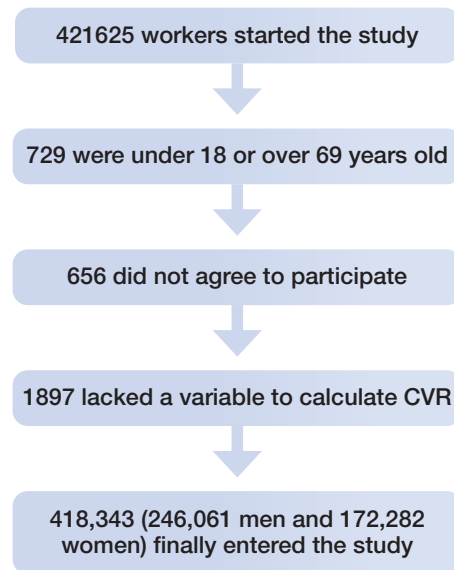 421625 workers started the study
729 were under 18 or over 69 years old
656 did not agree to participate
1897 lacked a variable to calculate CVR
418,343 (246,061 men and 172,282
women) finally entered the study